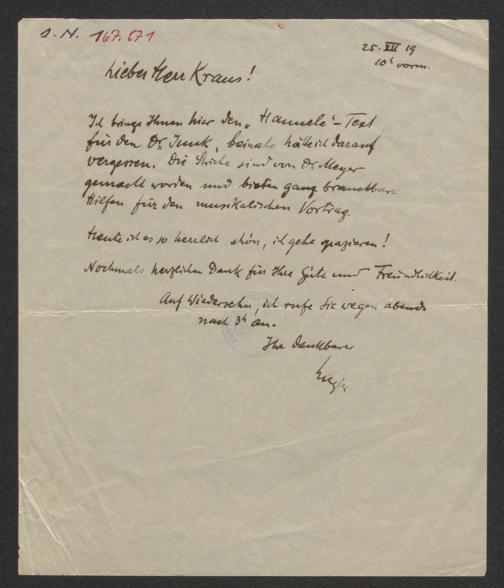 J. N. 167.671
25. VII 19
10h vorm.
Lieber Herr Kraus!
Ich bringe Ihnen hier den „Hannele“-Text
für den Dr Junk, beinahe hätte ich darauf
vergessen. Die Striche sind von Dr Meyer
gemacht worden und bieten ganz brauchbare
Hilfen für den musikalischen Vortrag.
Heute ist es so herrlich schön, ich gehe spazieren!
Nochmals herzlichen Dank für Ihre Güte und Freundlichkeit.
Auf Wiedersehn, ich rufe Sie wegen abends
nach 3h an.
Ihr dankbarer